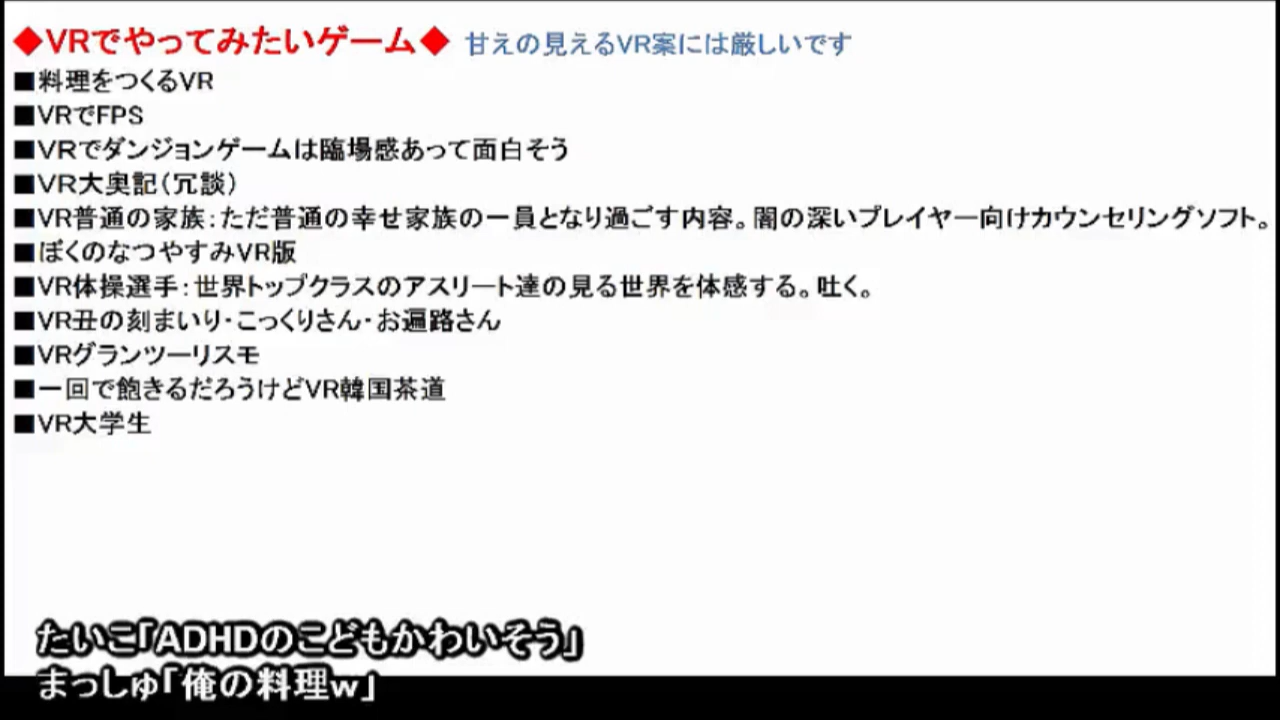 ◆VRでやってみたいゲーム◆ 甘えの見えるVR案には厳しいです
■料理をつくるVR
■VRでFPS
■VRでダンジョンゲームは臨場感あって面白そう
■VR大奥記(冗談)
■VR普通の家族:ただ普通の幸せ家族の一員となり過ごす内容。闇の深いプレイヤー向けカウンセリングソフト。
■ぼくのなつやすみVR版
■VR体操選手:世界トップクラスのアスリート達の見る世界を体感する。吐く。
■VR丑の刻まいり・こっくりさん・お遍路さん
■VRグランツーリスモ
■一回で飽きるだろうけどVR韓国茶道
■VR大学生
たいこ「ADHDのこどもかわいそう」
まっしゅ「俺の料理w」